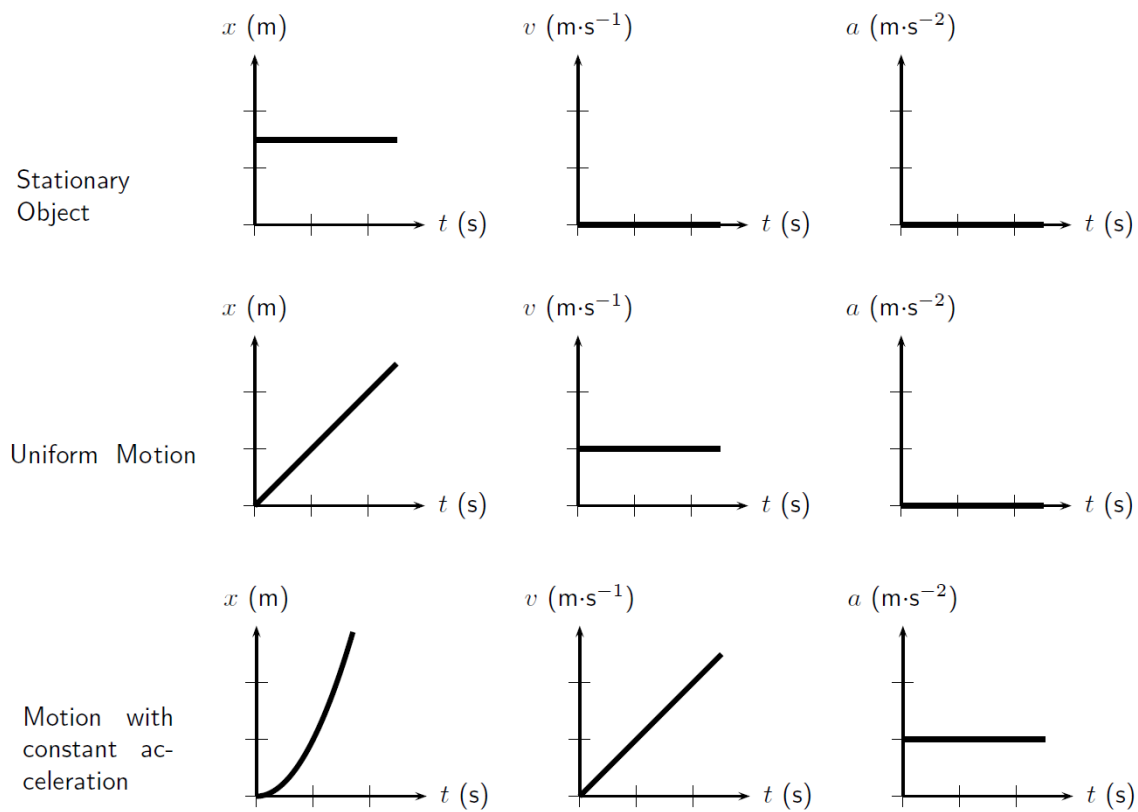 x (m)
v (m·s⁻¹)
a (m·s⁻²)
Stationary
Object
t (s)
t (s)
t (s)
x (m)
v (m·s⁻¹)
a (m·s⁻²)
Uniform Motion
t (s)
t (s)
t (s)
x (m)
v (m·s⁻¹)
a (m·s⁻²)
Motion with
constant ac-
celeration
t (s)
t (s)
t (s)